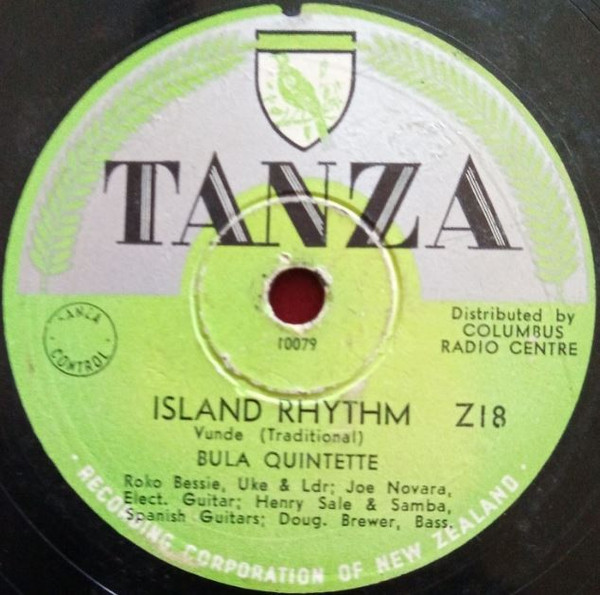 TANZA
TANZA
CONTROL
Distributed by
COLUMBUS
RADIO CENTRE
10079
ISLAND RHYTHM Z18
Vunde (Traditional)
BULA QUINTETTE
Roko Bessie, Uke & Ldr; Joe Novara,
Elect. Guitar; Henry Sale & Samba,
Spanish Guitars; Doug. Brewer, Bass.
· RECORDING CORPORATION OF NEW ZEALAND ·